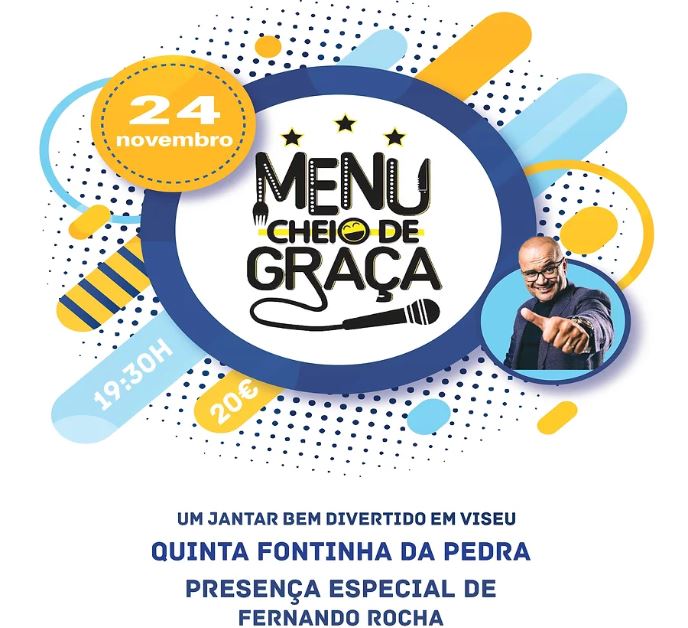 24
novembro
MENU
CHEIO DE
GRAÇA
19:30H
20€
UM JANTAR BEM DIVERTIDO EM VISEU
QUINTA FONTINHA DA PEDRA
PRESENÇA ESPECIAL DE
FERNANDO ROCHA